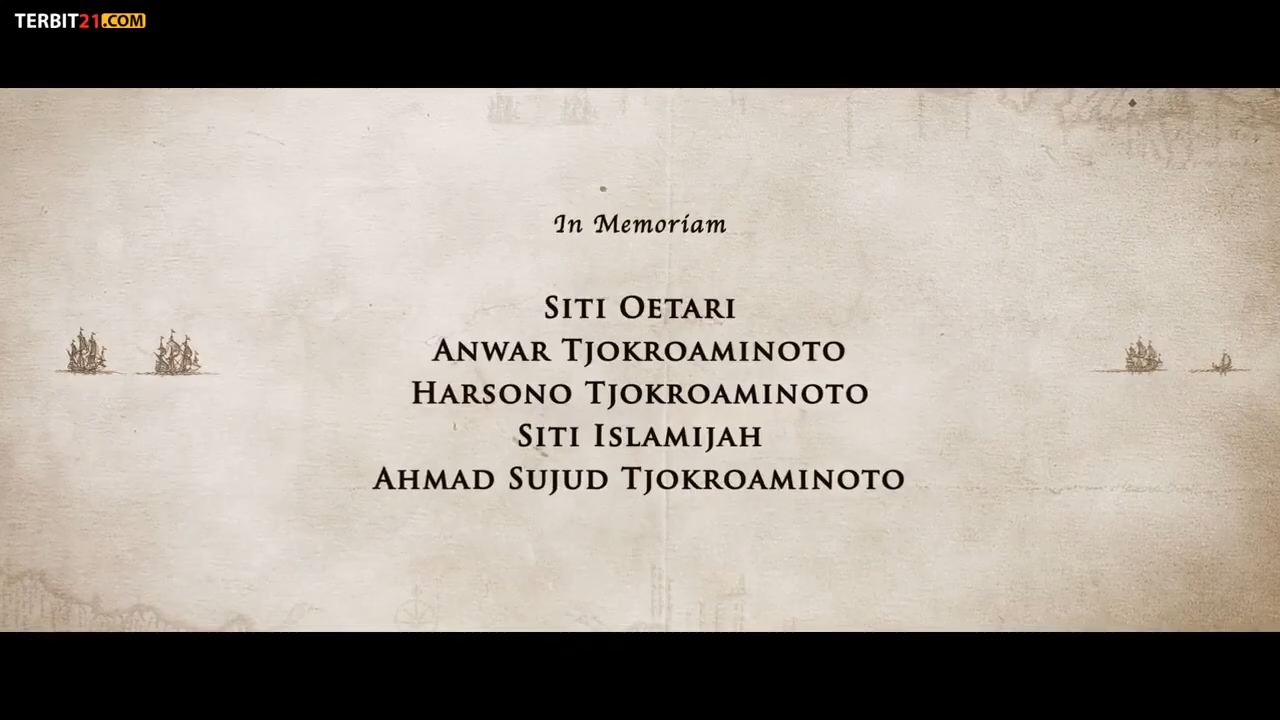 TERBIT21.COM
In Memoriam
SITI OETARI
ANWAR TJOKROAMINOTO
HARSONO TJOKROAMINOTO
SITI ISLAMIJAH
AHMAD SUJUD TJOKROAMINOTO